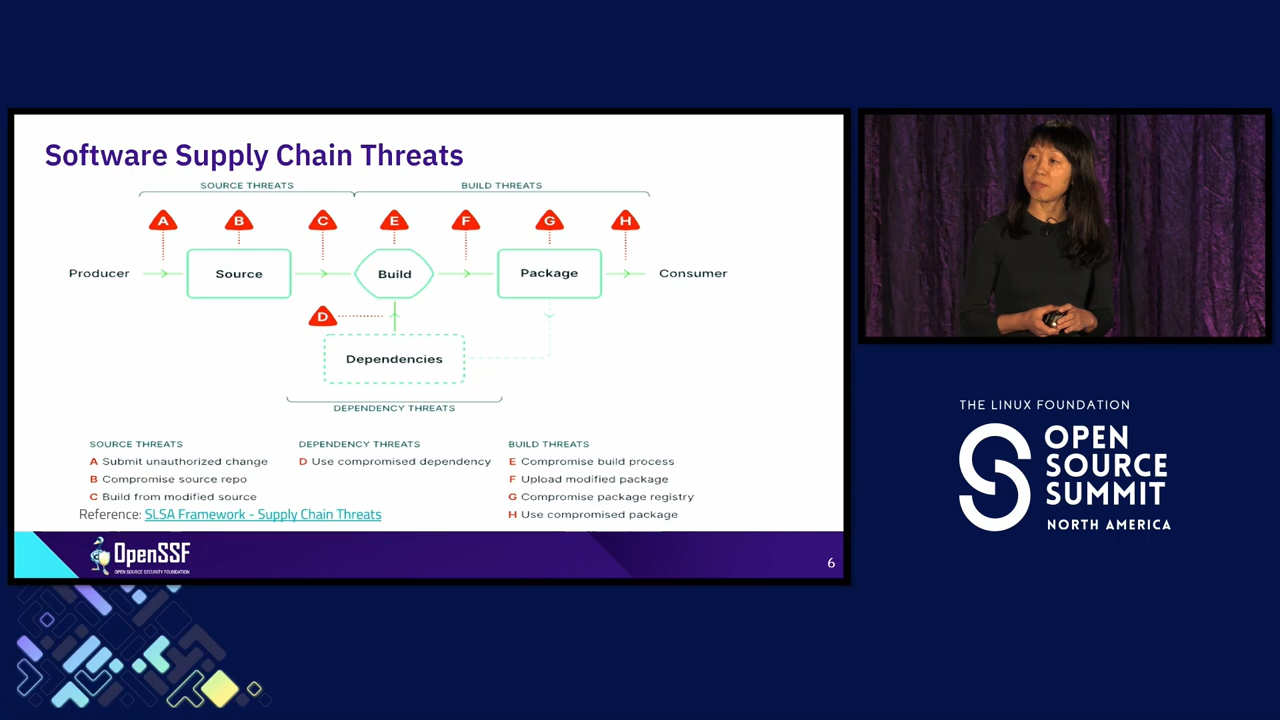 Software Supply Chain Threats
SOURCE THREATS
BUILD THREATS
A
B
C
E
F
G
H
Producer
Source
Build
Package
Consumer
D
Dependencies
DEPENDENCY THREATS
SOURCE THREATS
A Submit unauthorized change
B Compromise source repo
C Build from modified source
DEPENDENCY THREATS
D Use compromised dependency
BUILD THREATS
E Compromise build process
F Upload modified package
G Compromise package registry
H Use compromised package
Reference: SLSA Framework - Supply Chain Threats
OpenSSF
OPEN SOURCE SECURITY FOUNDATION
6
THE LINUX FOUNDATION
OPEN
SOURCE
SUMMIT
NORTH AMERICA